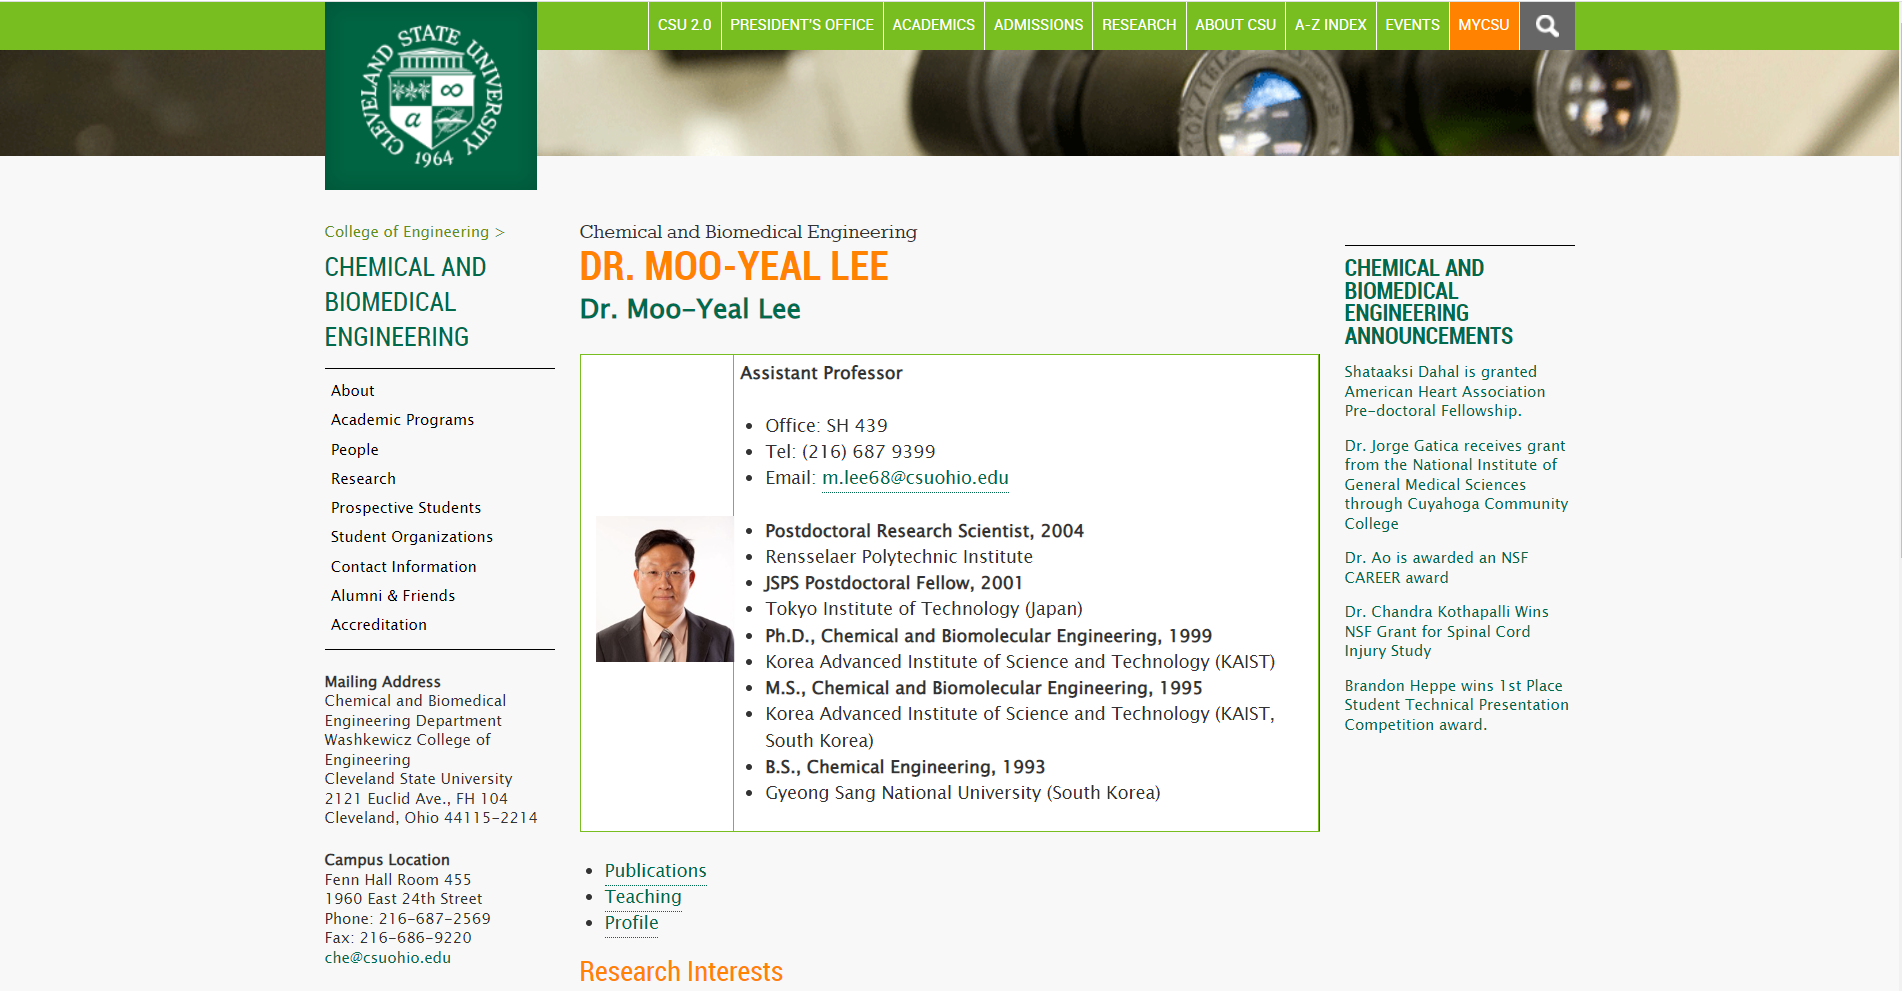 CSU 2.0
PRESIDENT'S OFFICE
ACADEMICS
ADMISSIONS
RESEARCH
ABOUT CSU
A-Z INDEX
EVENTS
MYCSU
CLEVELAND STATE UNIVERSITY
1964
College of Engineering >
CHEMICAL AND
BIOMEDICAL
ENGINEERING
About
Academic Programs
People
Research
Prospective Students
Student Organizations
Contact Information
Alumni & Friends
Accreditation
Mailing Address
Chemical and Biomedical
Engineering Department
Washkewicz College of
Engineering
Cleveland State University
2121 Euclid Ave., FH 104
Cleveland, Ohio 44115-2214
Campus Location
Fenn Hall Room 455
1960 East 24th Street
Phone: 216-687-2569
Fax: 216-686-9220
che@csuohio.edu
Chemical and Biomedical Engineering
DR. MOO-YEAL LEE
Dr. Moo-Yeal Lee
Assistant Professor
• Office: SH 439
• Tel: (216) 687 9399
• Email: m.lee68@csuohio.edu
• Postdoctoral Research Scientist, 2004
• Rensselaer Polytechnic Institute
• JSPS Postdoctoral Fellow, 2001
• Tokyo Institute of Technology (Japan)
• Ph.D., Chemical and Biomolecular Engineering, 1999
• Korea Advanced Institute of Science and Technology (KAIST)
• M.S., Chemical and Biomolecular Engineering, 1995
• Korea Advanced Institute of Science and Technology (KAIST,
South Korea)
• B.S., Chemical Engineering, 1993
• Gyeong Sang National University (South Korea)
• Publications
• Teaching
• Profile
Research Interests
CHEMICAL AND
BIOMEDICAL
ENGINEERING
ANNOUNCEMENTS
Shataaksi Dahal is granted
American Heart Association
Pre-doctoral Fellowship.
Dr. Jorge Gatica receives grant
from the National Institute of
General Medical Sciences
through Cuyahoga Community
College
Dr. Ao is awarded an NSF
CAREER award
Dr. Chandra Kothapalli Wins
NSF Grant for Spinal Cord
Injury Study
Brandon Heppe wins 1st Place
Student Technical Presentation
Competition award.